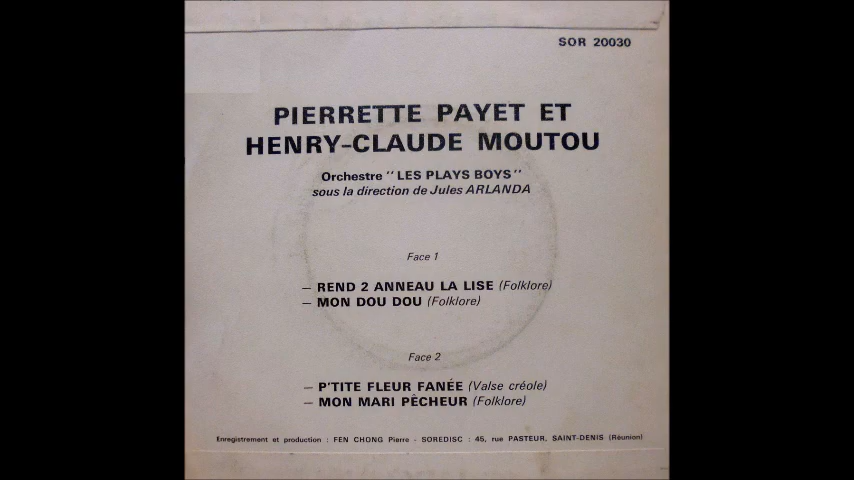 SOR 20030
PIERRETTE PAYET ET
HENRY-CLAUDE MOUTOU
Orchestre "LES PLAYS BOYS"
sous la direction de Jules ARLANDA
Face 1
— REND 2 ANNEAU LA LISE (Folklore)
— MON DOU DOU (Folklore)
Face 2
— P'TITE FLEUR FANÉE (Valse créole)
— MON MARI PÊCHEUR (Folklore)
Enregistrement et production : FEN CHONG Pierre - SOREDISC : 45, rue PASTEUR, SAINT-DENIS (Réunion)